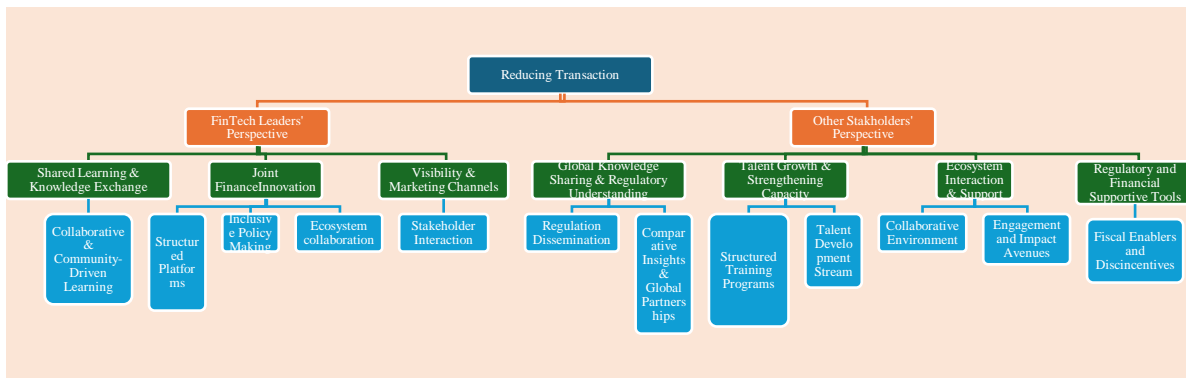 Reducing Transaction
FinTech Leaders'
Perspective
Other Stakholders'
Perspective
Shared Learning &
Knowledge Exchange
Joint
FinanceInnovation
Visibility &
Marketing Channels
Global Knowledge
Sharing & Regulatory
Understanding
Talent Growth &
Strengthening
Capacity
Ecosystem
Interaction
& Support
Regulatory and
Financial
Supportive Tools
Collaborative
&
Community-
Driven
Learning
Structur
ed
Platfor
ms
Inclusiv
e Policy
Making
Ecosystem
collaboration
Stakeholder
Interaction
Regulation
Dissemination
Compar
ative
Insights
&
Global
Partners
hips
Structured
Training
Programs
Talent
Develo
pment
Stream
Collaborative
Environment
Engagement
and Impact
Avenues
Fiscal Enablers
and
Discincentives